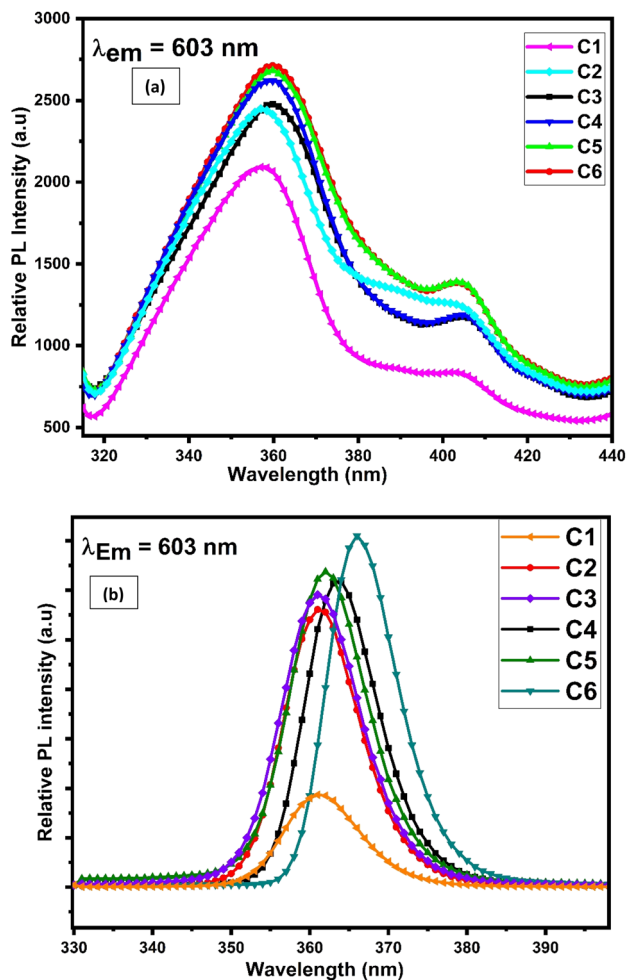 3000
2500
2000
1500
1000
500
Relative PL Intensity (a.u)
λem = 603 nm
(a)
C1
C2
C3
C4
C5
C6
320 340 360 380 400 420 440
Wavelength (nm)
λEm = 603 nm
(b)
C1
C2
C3
C4
C5
C6
Relative PL intensity (a.u)
330 340 350 360 370 380 390
Wavelength (nm)